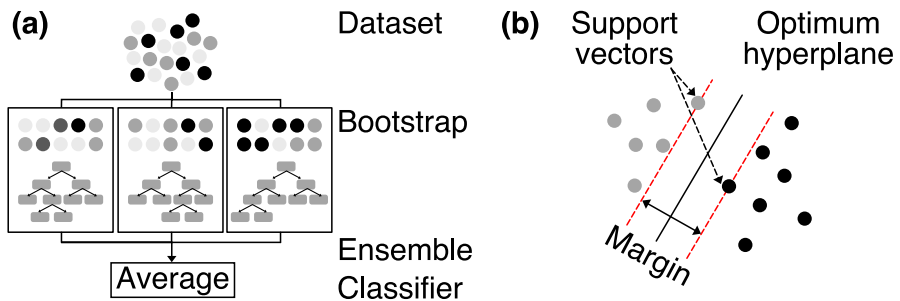 (a)
Dataset
Bootstrap
Ensemble
Classifier
Average
(b)
Support
vectors
Optimum
hyperplane
Margin